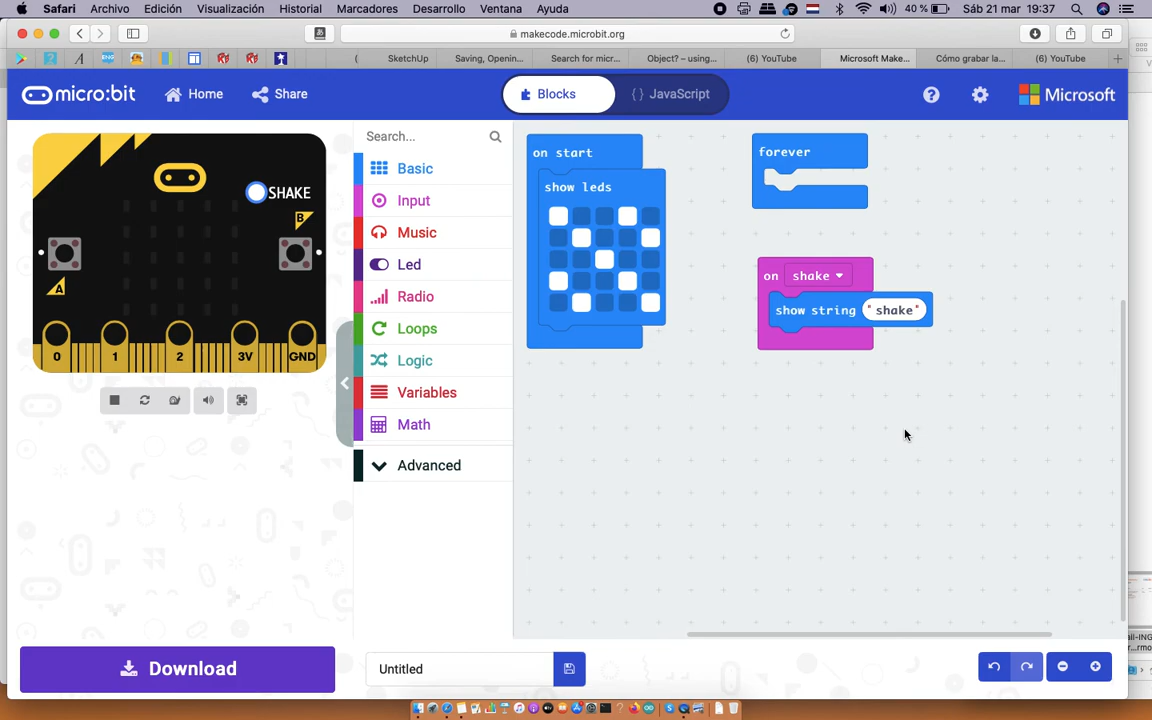 Safari Archivo Edición Visualización Historial Marcadores Desarrollo Ventana Ayuda 40 % Sáb 21 mar 19:37
makecode.microbit.org
( SketchUp Saving, Openin... Search for micr... Object? – using... (6) YouTube Microsoft Make... Cómo grabar la... (6) YouTube
micro:bit Home Share Blocks { } JavaScript Microsoft
SHAKE
B
A
0 1 2 3V GND
Search...
Basic
Input
Music
Led
Radio
Loops
Logic
Variables
Math
Advanced
on start
show leds
forever
on shake
show string "shake"
Download
Untitled